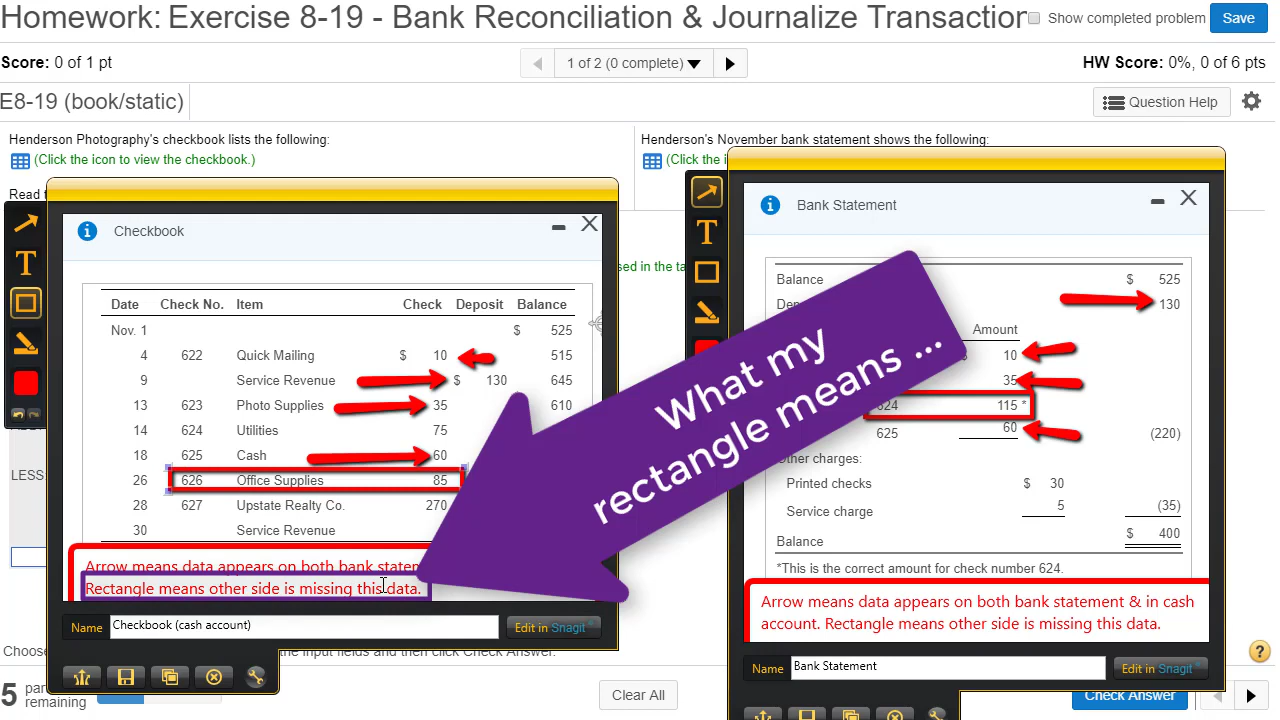 Homework: Exercise 8-19 - Bank Reconciliation & Journalize Transaction
Show completed problem
Save
Score: 0 of 1 pt
1 of 2 (0 complete)
HW Score: 0%, 0 of 6 pts
E8-19 (book/static)
Question Help
Henderson Photography's checkbook lists the following:
(Click the icon to view the checkbook.)
Henderson's November bank statement shows the following:
(Click the i
Read t
sed in the ta
LESS
Checkbook
Date Check No. Item Check Deposit Balance
Nov. 1 $ 525
4 622 Quick Mailing $ 10 515
9 Service Revenue $ 130 645
13 623 Photo Supplies 35 610
14 624 Utilities 75
18 625 Cash 60
26 626 Office Supplies 85
28 627 Upstate Realty Co. 270
30 Service Revenue
Arrow means data appears on both bank statem
Rectangle means other side is missing this data.
Name Checkbook (cash account)
Edit in Snagit
What my
rectangle means ...
Bank Statement
Balance $ 525
De 130
Amount
$ 10
35
624 115 *
625 60 (220)
Other charges:
Printed checks $ 30
Service charge 5 (35)
Balance $ 400
*This is the correct amount for check number 624.
Arrow means data appears on both bank statement & in cash
account. Rectangle means other side is missing this data.
Name Bank Statement
Edit in Snagit
T
T
Choos
the input fields and then click Check Answer.
5 par
remaining
Clear All
Check Answer
?